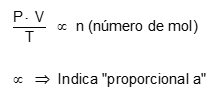 P · V / T ∝ n (número de mol)
∝ ⇒ Indica "proporcional a"